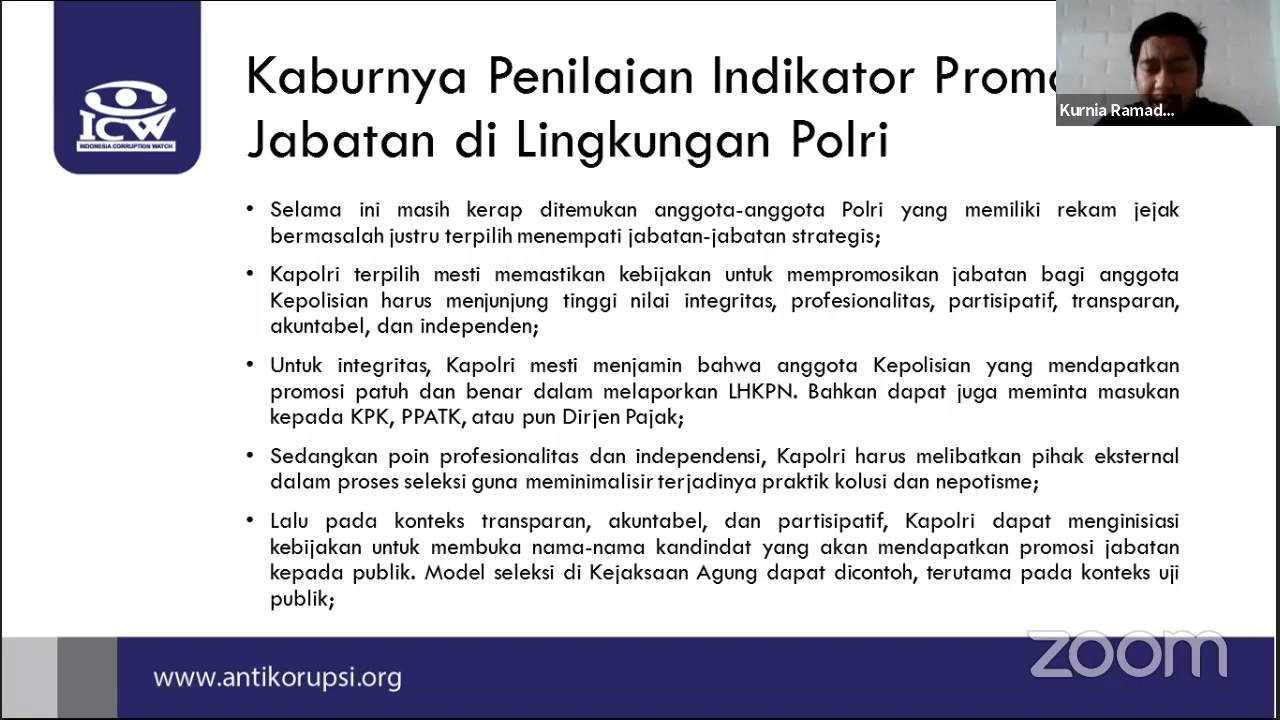 Kaburnya Penilaian Indikator
Jabatan di Lingkungan Polri
Kurnia Ramad...
ICW
INDONESIA CORRUPTION WATCH
• Selama ini masih kerap ditemukan anggota-anggota Polri yang memiliki rekam jejak
bermasalah justru terpilih menempati jabatan-jabatan strategis;
• Kapolri terpilih mesti memastikan kebijakan untuk mempromosikan jabatan bagi anggota
Kepolisian harus menjunjung tinggi nilai integritas, profesionalitas, partisipatif, transparan,
akuntabel, dan independen;
• Untuk integritas, Kapolri mesti menjamin bahwa anggota Kepolisian yang mendapatkan
promosi patuh dan benar dalam melaporkan LHKPN. Bahkan dapat juga meminta masukan
kepada KPK, PPATK, atau pun Dirjen Pajak;
• Sedangkan poin profesionalitas dan independensi, Kapolri harus melibatkan pihak eksternal
dalam proses seleksi guna meminimalisir terjadinya praktik kolusi dan nepotisme;
• Lalu pada konteks transparan, akuntabel, dan partisipatif, Kapolri dapat menginisiasi
kebijakan untuk membuka nama-nama kandindat yang akan mendapatkan promosi jabatan
kepada publik. Model seleksi di Kejaksaan Agung dapat dicontoh, terutama pada konteks uji
publik;
zoom
www.antikorupsi.org